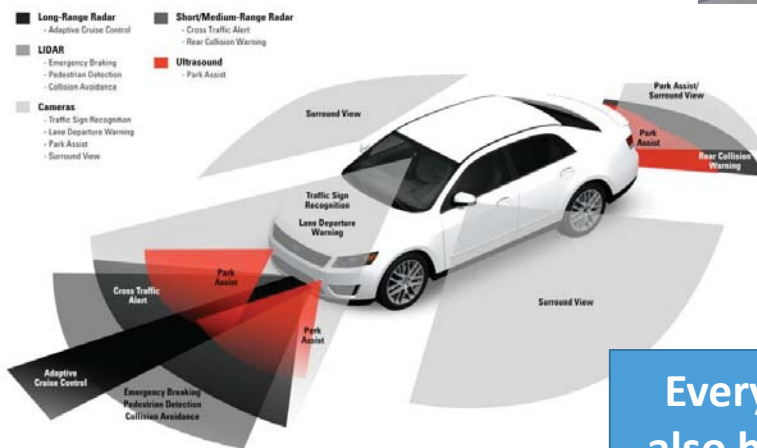 Long-Range Radar
- Adaptive Cruise Control
LIDAR
- Emergency Braking
- Pedestrian Detection
- Collision Avoidance
Cameras
- Traffic Sign Recognition
- Lane Departure Warning
- Park Assist
- Surround View
Short/Medium-Range Radar
- Cross Traffic Alert
- Rear Collision Warning
Ultrasound
- Park Assist
Surround View
Park Assist/
Surround View
Park
Assist
Rear Collision
Warning
Traffic Sign
Recognition
Lane Departure
Warning
Park
Assist
Cross Traffic
Alert
Park
Assist
Surround View
Adaptive
Cruise Control
Emergency Breaking
Pedestrian Detection
Collision Avoidance
Every
also b